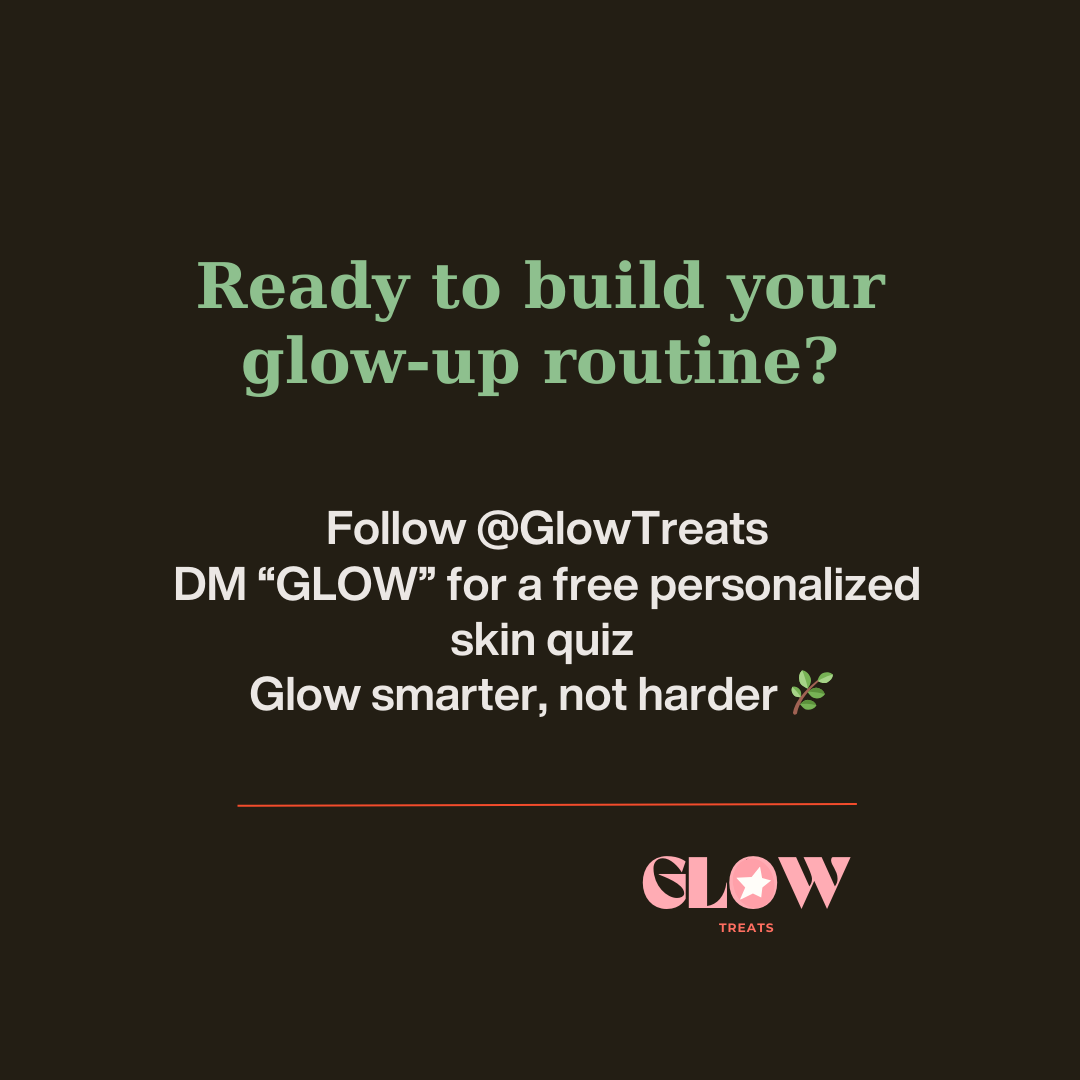 Ready to build your
glow-up routine?
Follow @GlowTreats
DM “GLOW” for a free personalized
skin quiz
Glow smarter, not harder 🌿
GLOW
TREATS